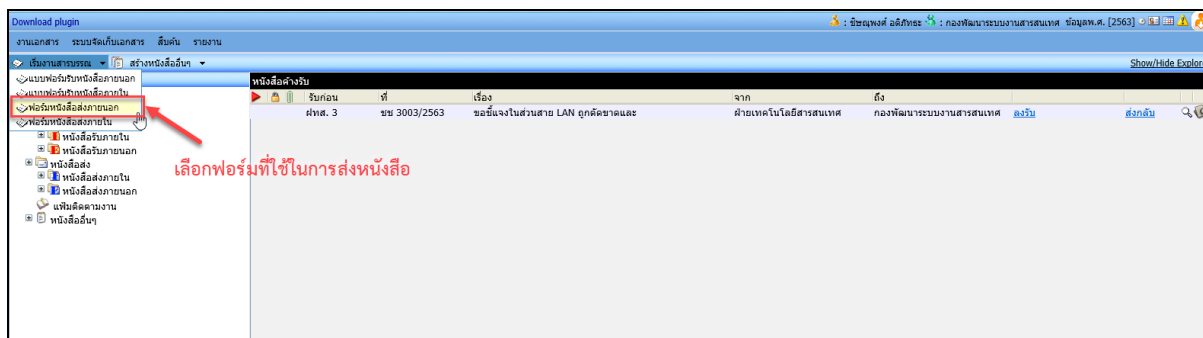 Download plugin
: ชิษณุพงศ์ อดิภัทระ : กองพัฒนาระบบงานสารสนเทศ ข้อมูลพ.ศ. [2563]
งานเอกสาร ระบบจัดเก็บเอกสาร สืบค้น รายงาน
เริ่มงานสารบรรณ สร้างหนังสืออื่นๆ Show/Hide Explore
แบบฟอร์มรับหนังสือภายนอก
หนังสือค้างรับ
แบบฟอร์มรับหนังสือภายใน
รับก่อน ที่ เรื่อง จาก ถึง
ฟอร์มหนังสือส่งภายนอก
ฝทส. 3 ชช 3003/2563 ขอชี้แจงในส่วนสาย LAN ถูกตัดขาดและ ฝ่ายเทคโนโลยีสารสนเทศ กองพัฒนาระบบงานสารสนเทศ ลงรับ ส่งกลับ
ฟอร์มหนังสือส่งภายใน
หนังสือรับภายใน
หนังสือรับภายนอก
หนังสือส่ง
เลือกฟอร์มที่ใช้ในการส่งหนังสือ
หนังสือส่งภายใน
หนังสือส่งภายนอก
แฟ้มติดตามงาน
หนังสืออื่นๆ